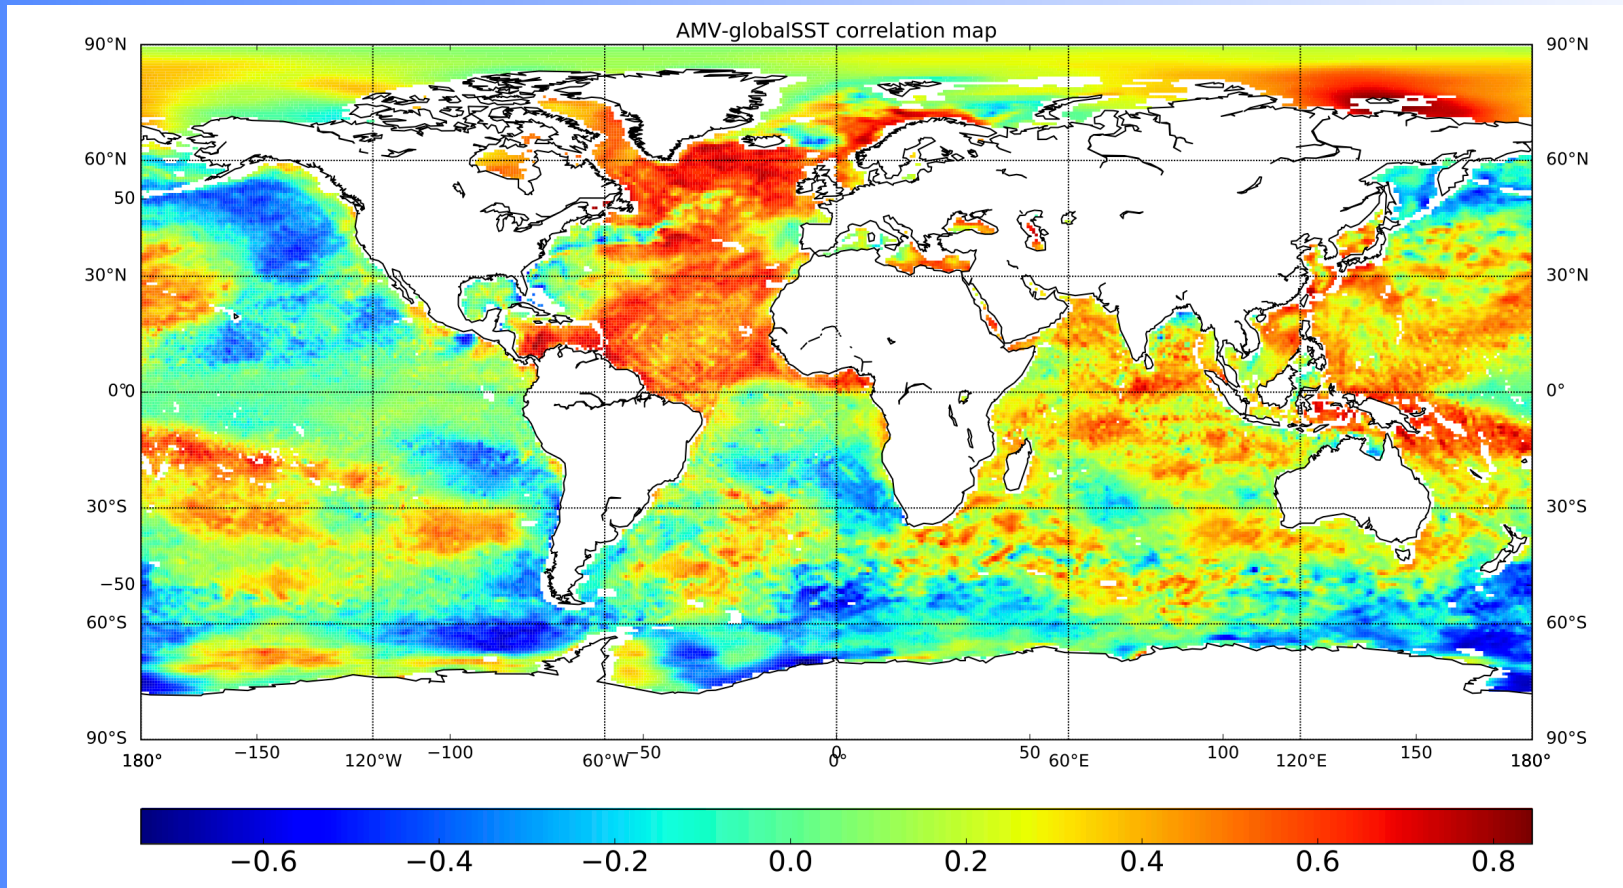 AMV-globalSST correlation map
90°N 90°N
60°N 60°N
50
30°N 30°N
0 0° 0°
30°S 30°S
−50
60°S 60°S
90°S 90°S
−150 −100 −50 0 50 100 150
180° 120°W 60°W 0° 60°E 120°E 180°
−0.6 −0.4 −0.2 0.0 0.2 0.4 0.6 0.8